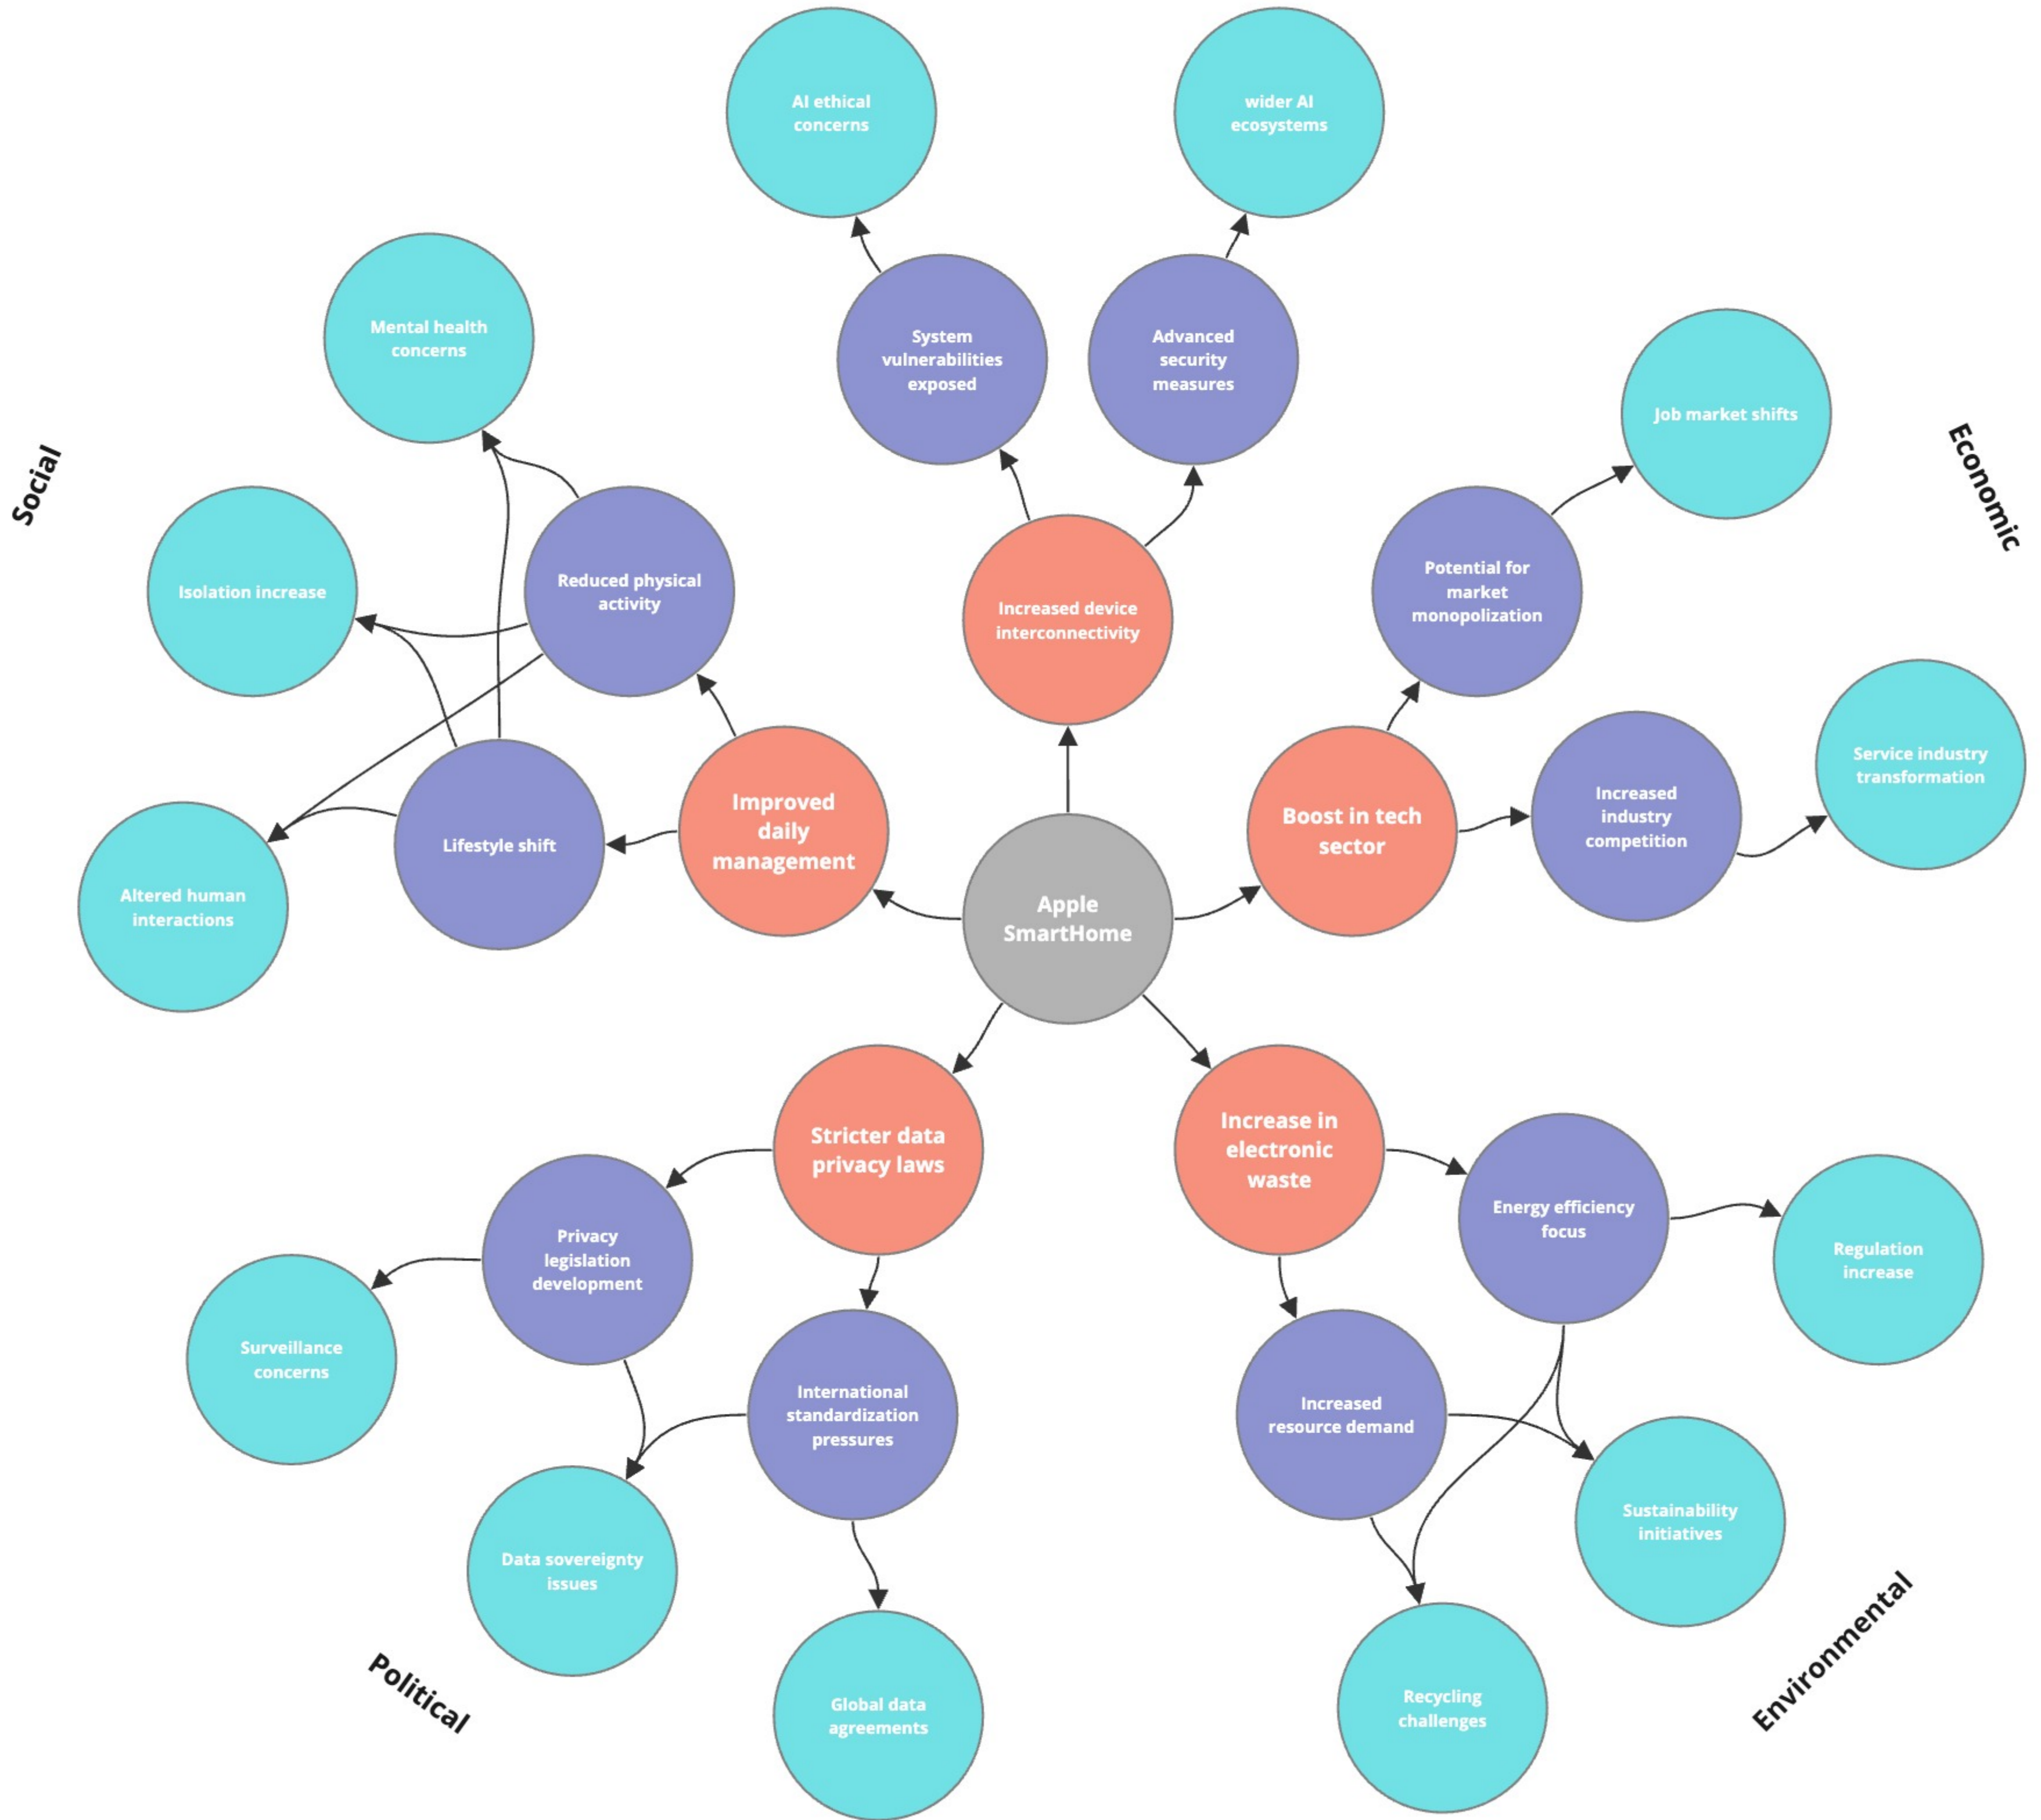 AI ethical
concerns
wider AI
ecosystems
Mental health
concerns
System
vulnerabilities
exposed
Advanced
security
measures
Job market shifts
Social
Economic
Isolation increase
Reduced physical
activity
Increased device
interconnectivity
Potential for
market
monopolization
Service industry
transformation
Altered human
interactions
Lifestyle shift
Improved
daily
management
Apple
SmartHome
Boost in tech
sector
Increased
industry
competition
Stricter data
privacy laws
Increase in
electronic
waste
Privacy
legislation
development
Energy efficiency
focus
Regulation
increase
Surveillance
concerns
International
standardization
pressures
Increased
resource demand
Sustainability
initiatives
Data sovereignty
issues
Political
Global data
agreements
Recycling
challenges
Environmental